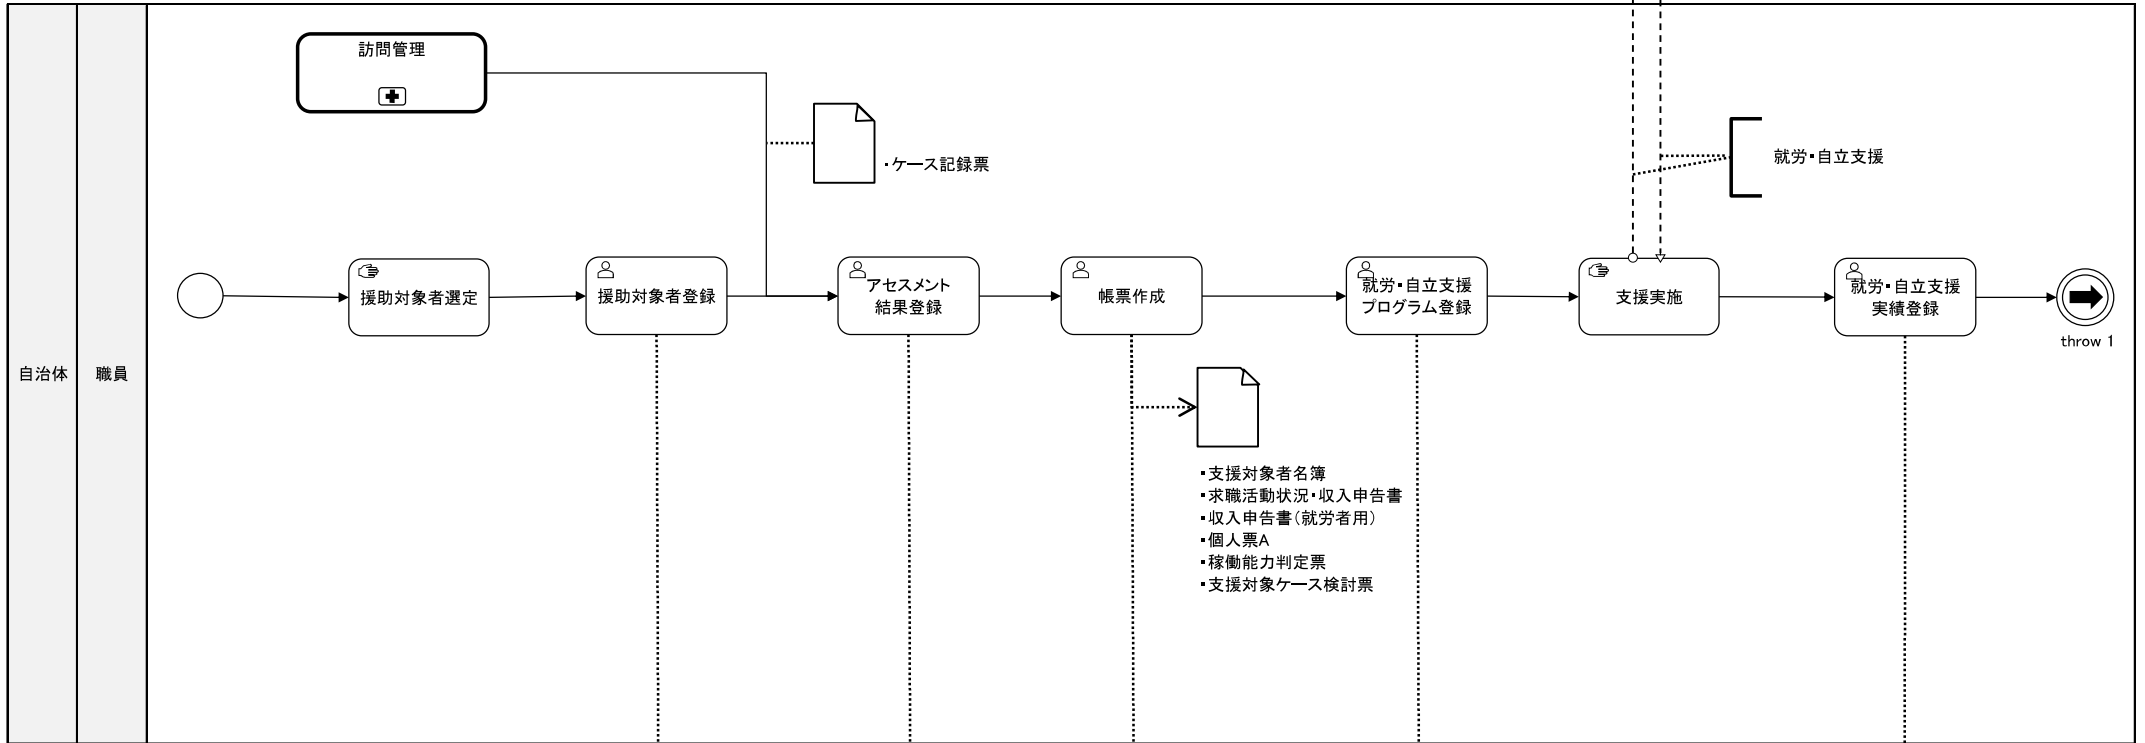 自治体
職員
訪問管理
・ケース記録票
就労・自立支援
援助対象者選定
援助対象者登録
アセスメント
結果登録
帳票作成
就労・自立支援
プログラム登録
支援実施
就労・自立支援
実績登録
throw 1
・支援対象者名簿
・求職活動状況・収入申告書
・収入申告書(就労者用)
・個人票A
・稼働能力判定票
・支援対象ケース検討票